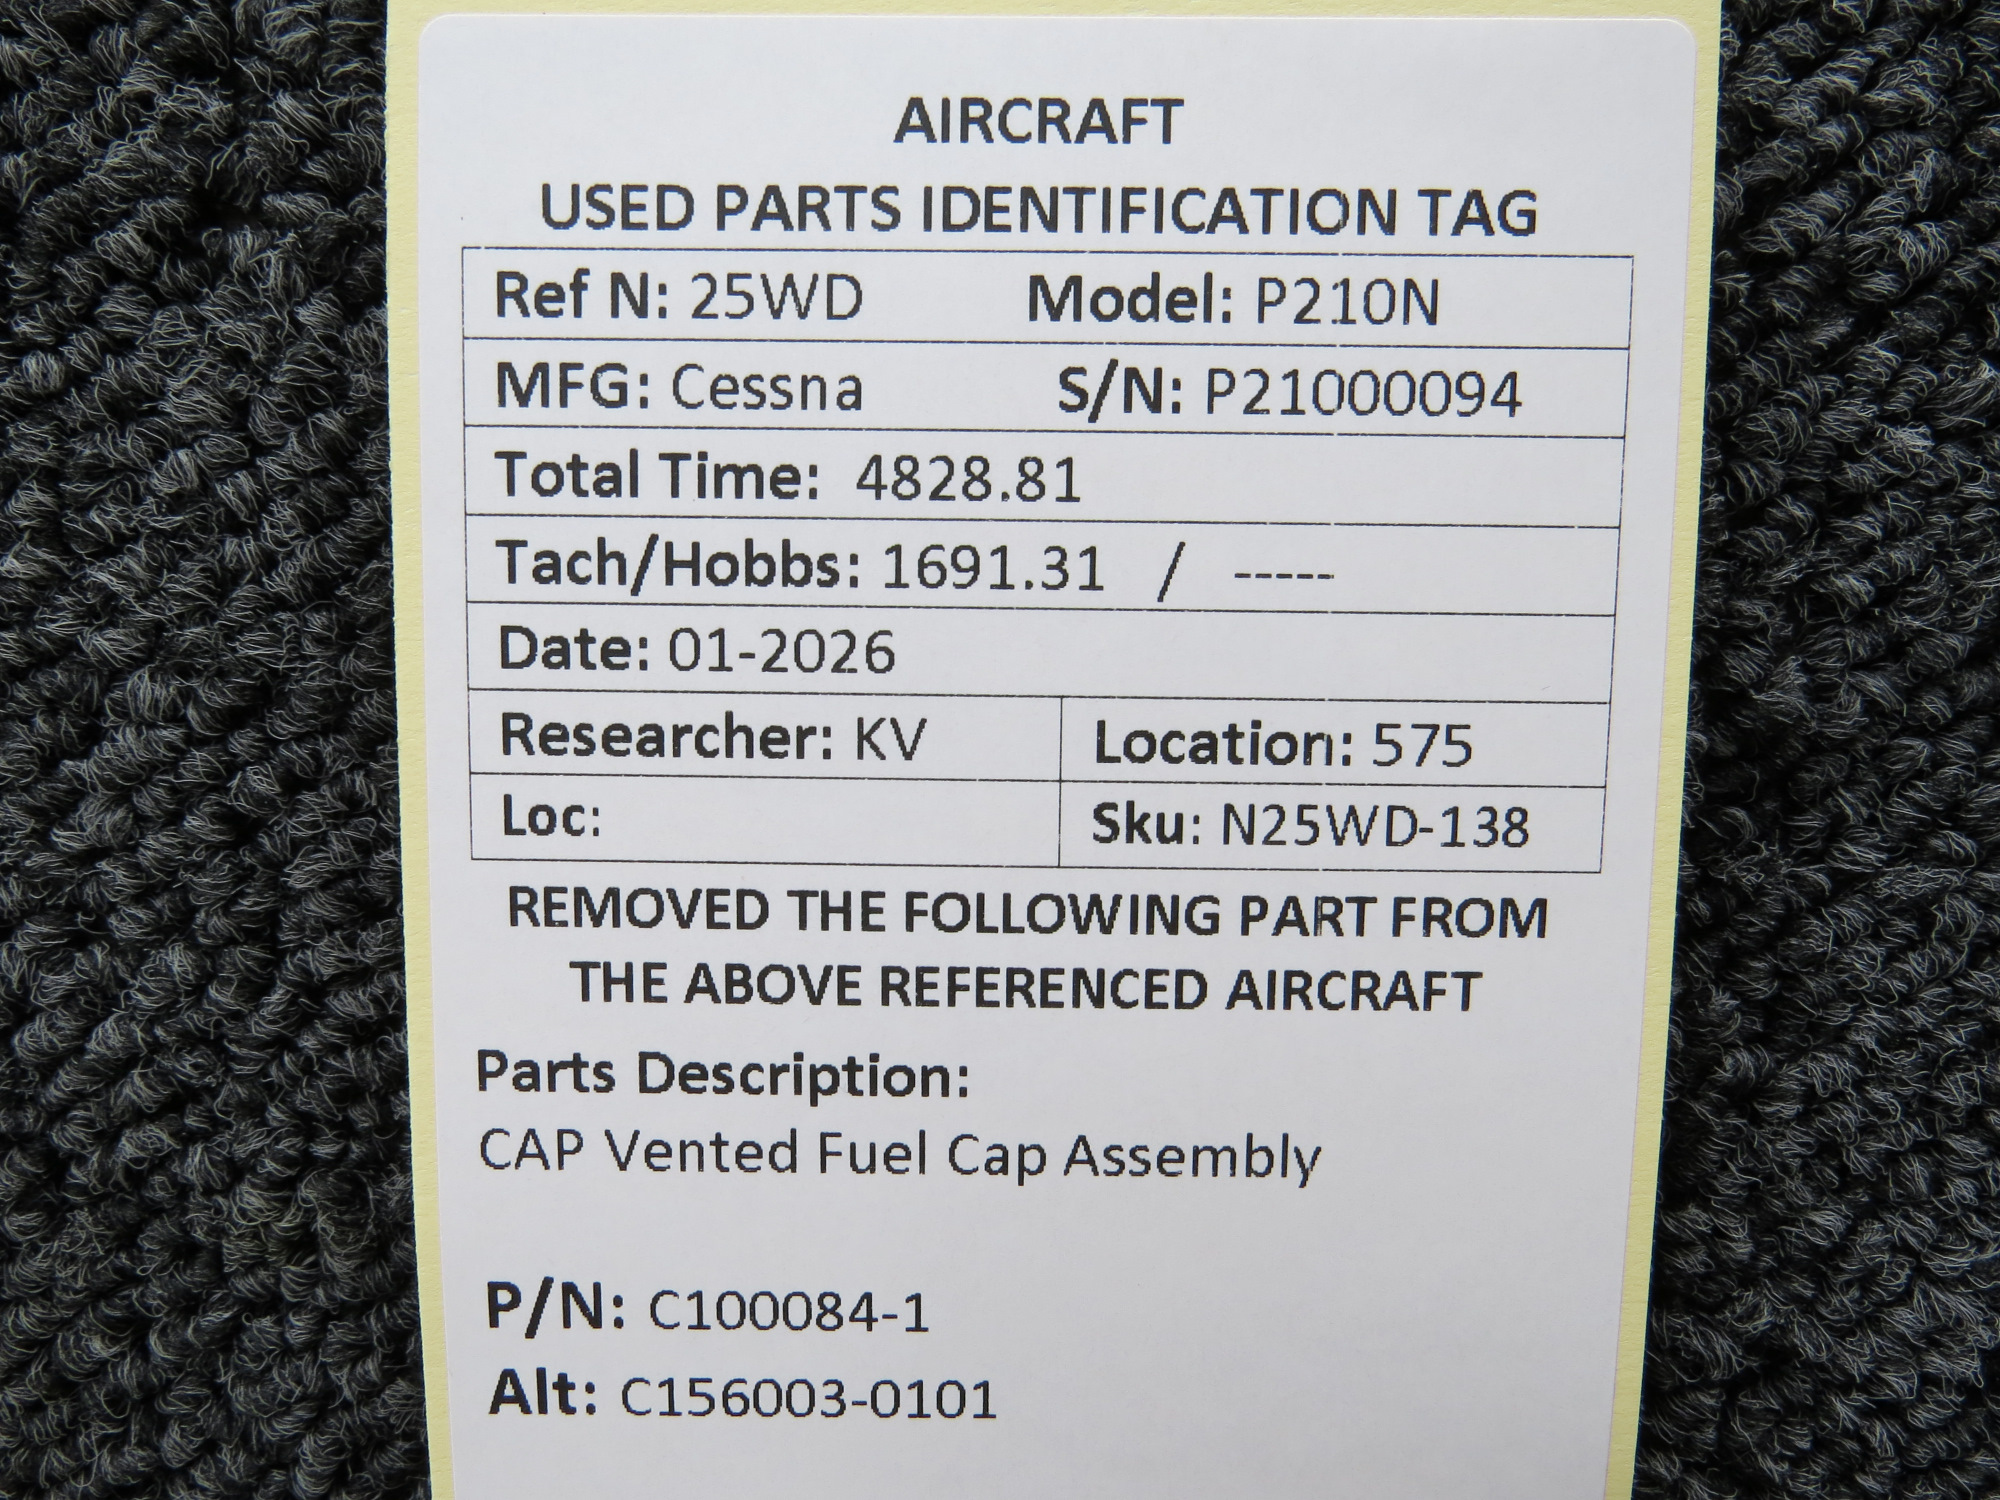 AIRCRAFT
USED PARTS IDENTIFICATION TAG
Ref N: 25WD Model: P210N
MFG: Cessna S/N: P21000094
Total Time: 4828.81
Tach/Hobbs: 1691.31 / -----
Date: 01-2026
Researcher: KV Location: 575
Loc: Sku: N25WD-138
REMOVED THE FOLLOWING PART FROM
THE ABOVE REFERENCED AIRCRAFT
Parts Description:
CAP Vented Fuel Cap Assembly
P/N: C100084-1
Alt: C156003-0101